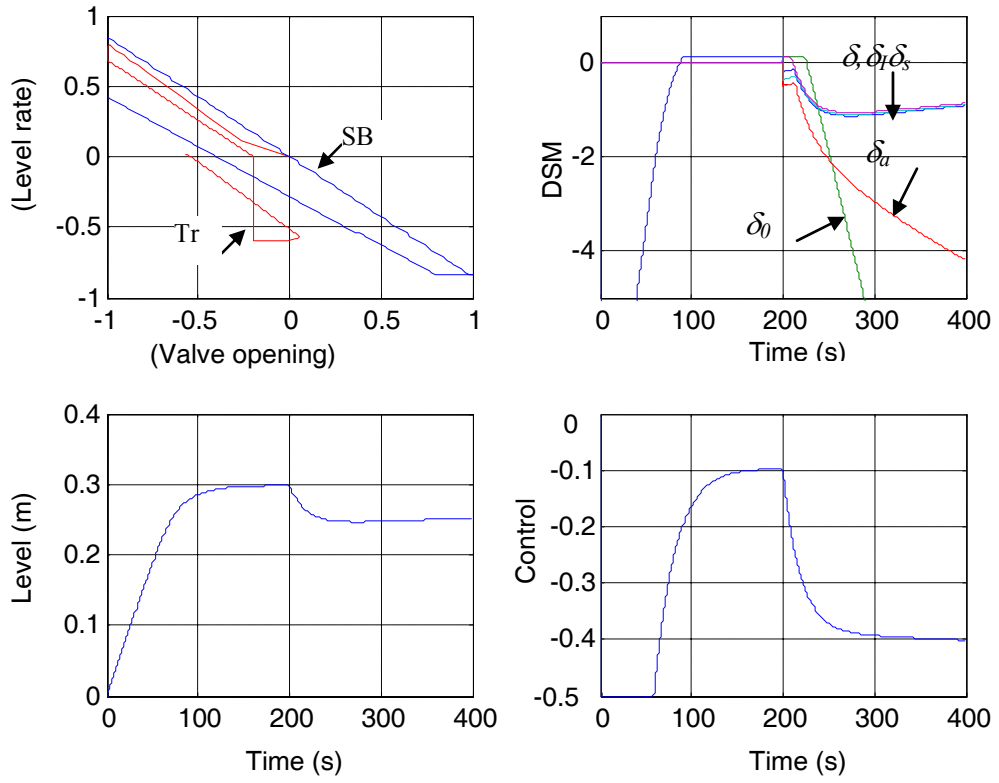 1
0.5
0
-0.5
-1
-1 -0.5 0 0.5 1
(Level rate)
(Valve opening)
SB
Tr
0
-2
-4
0 100 200 300 400
DSM
Time (s)
δ, δI δs
δa
δ0
0.4
0.3
0.2
0.1
0
0 100 200 300 400
Level (m)
Time (s)
0
-0.1
-0.2
-0.3
-0.4
-0.5
0 100 200 300 400
Control
Time (s)